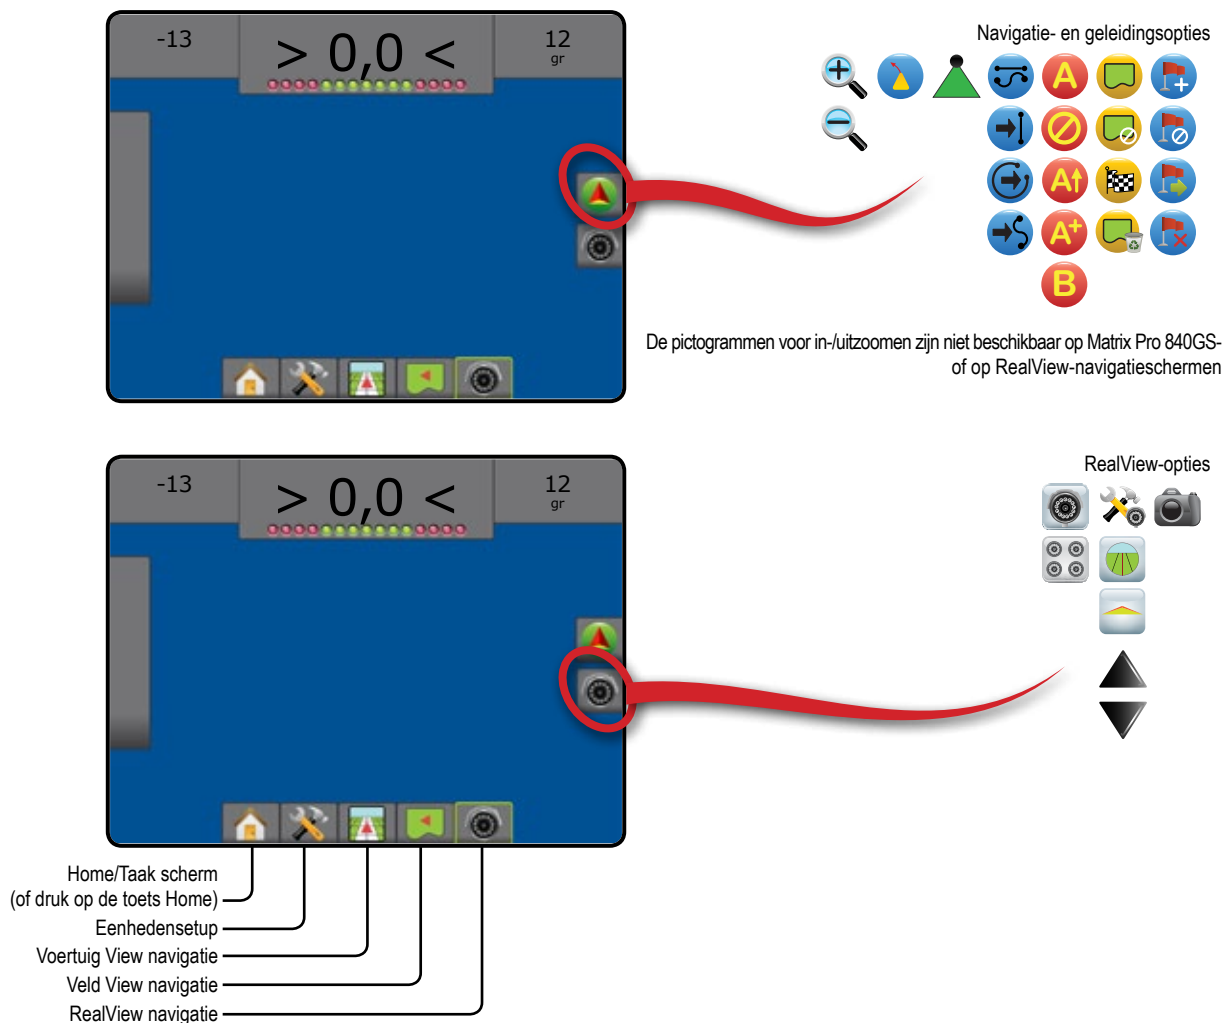 -13
> 0,0 <
12
gr
Navigatie- en geleidingsopties
A
A
A+
B
De pictogrammen voor in-/uitzoomen zijn niet beschikbaar op Matrix Pro 840GS-
of op RealView-navigatieschermen
-13
> 0,0 <
12
gr
RealView-opties
Home/Taak scherm
(of druk op de toets Home)
Eenhedensetup
Voertuig View navigatie
Veld View navigatie
RealView navigatie